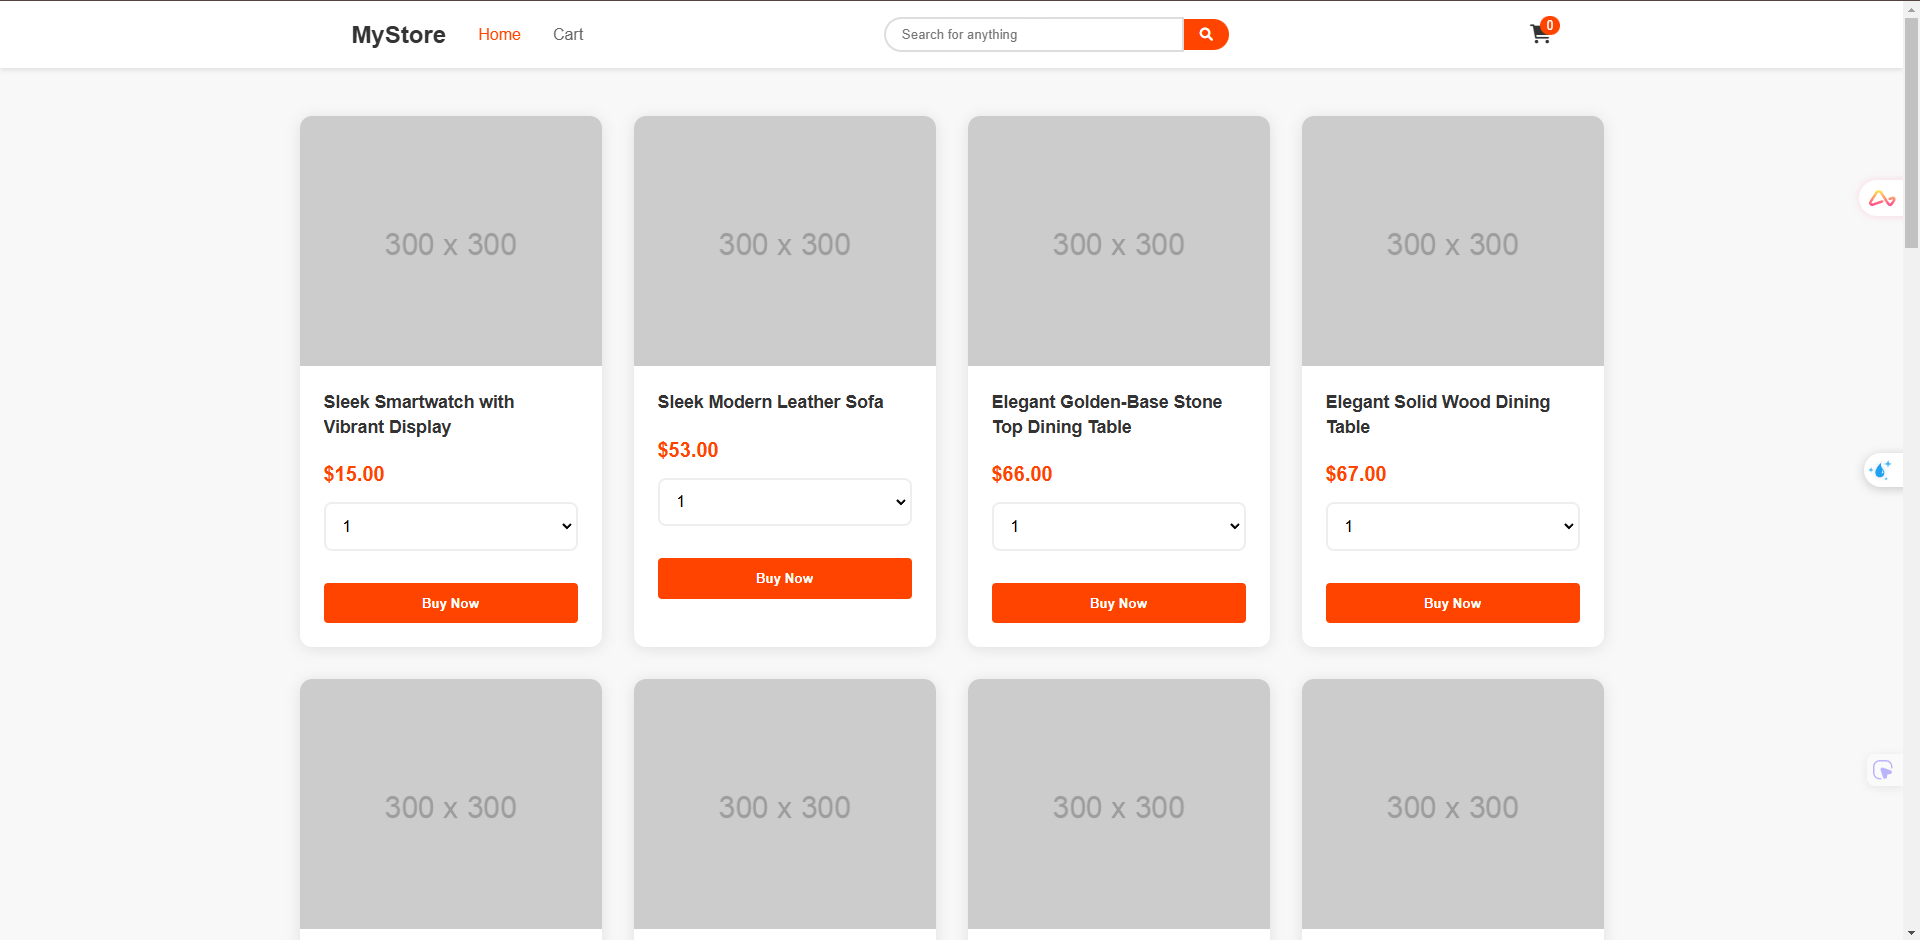 MyStore Home Cart Search for anything 0
300 x 300 300 x 300 300 x 300 300 x 300
Sleek Smartwatch with
Vibrant Display
$15.00
1
Buy Now
Sleek Modern Leather Sofa
$53.00
1
Buy Now
Elegant Golden-Base Stone
Top Dining Table
$66.00
1
Buy Now
Elegant Solid Wood Dining
Table
$67.00
1
Buy Now
300 x 300 300 x 300 300 x 300 300 x 300